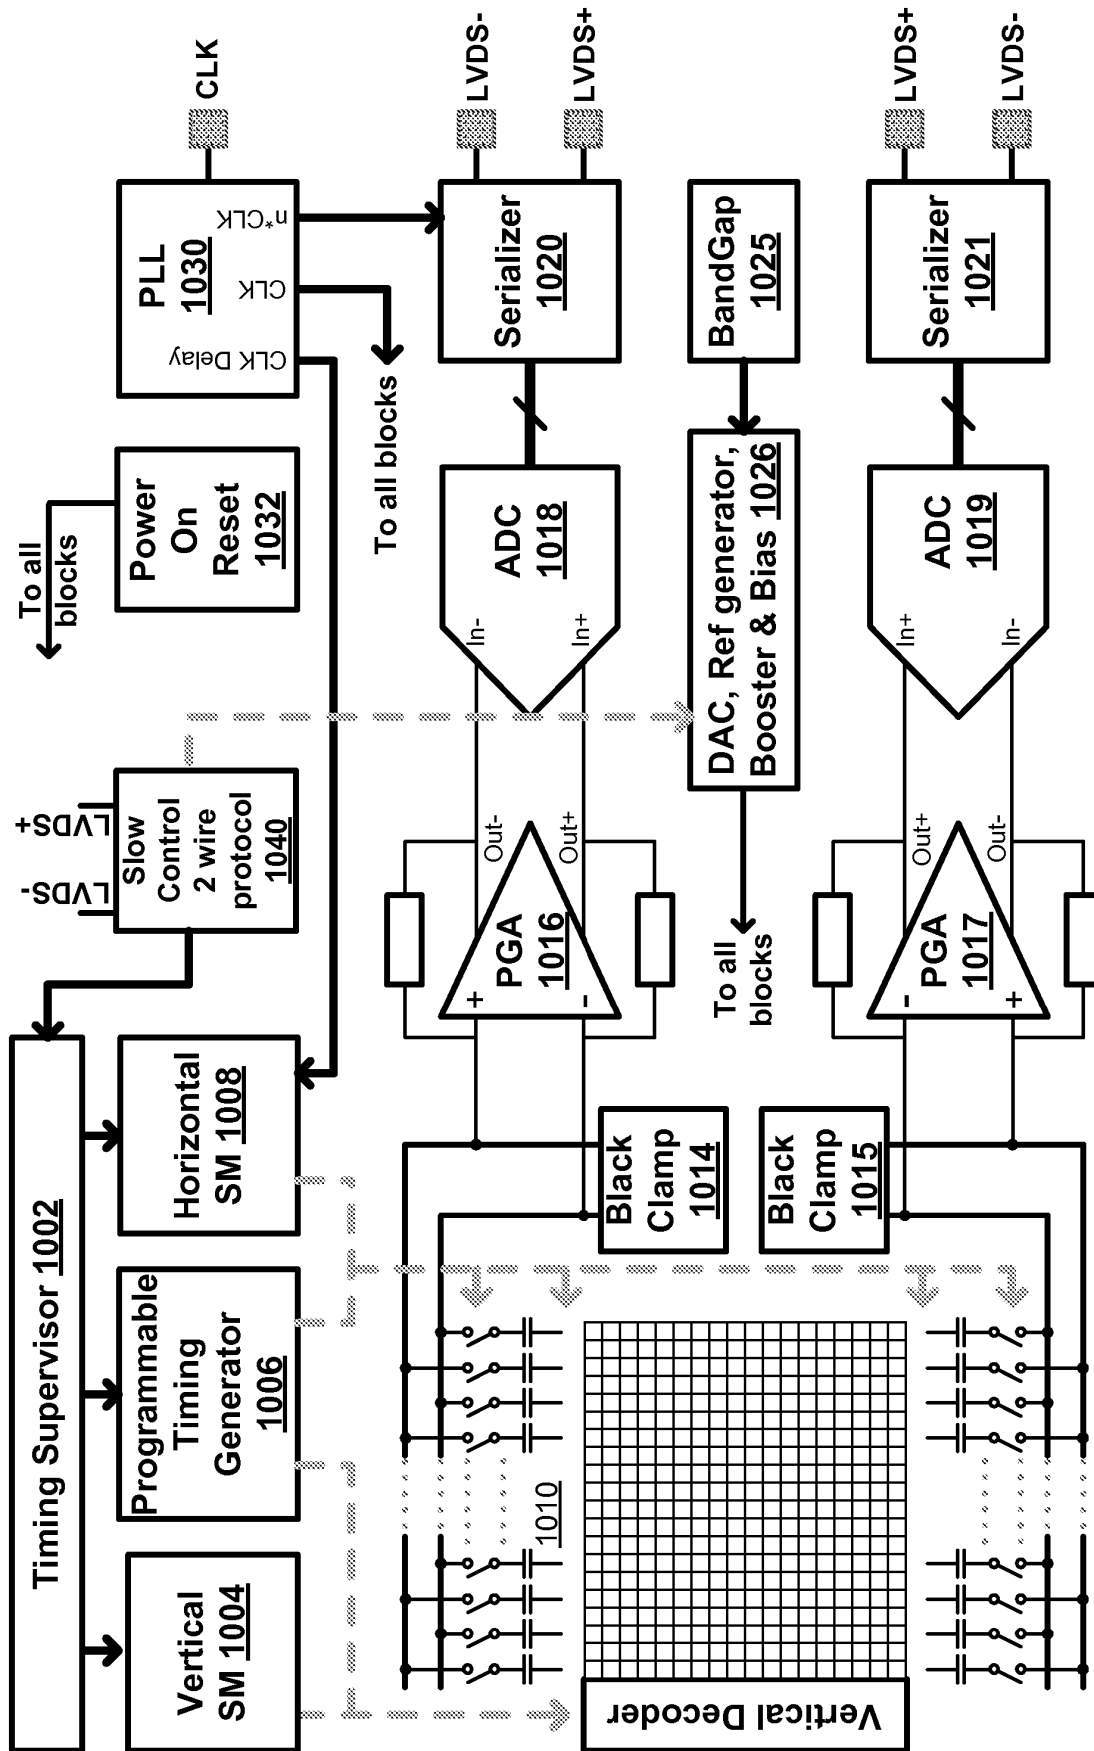 Timing Supervisor 1002
Vertical
SM 1004
Programmable
Timing
Generator
1006
Horizontal
SM 1008
LVDS-
LVDS+
Slow
Control
2 wire
protocol
1040
To all
blocks
Power
On
Reset
1032
PLL
1030
CLK Delay
CLK
n*CLK
CLK
To all blocks
Vertical Decoder
1010
Black
Clamp
1014
Black
Clamp
1015
+
-
PGA
1016
Out-
Out+
In-
In+
ADC
1018
Serializer
1020
LVDS-
LVDS+
To all
blocks
DAC, Ref generator,
Booster & Bias 1026
BandGap
1025
-
+
PGA
1017
Out+
Out-
In+
In-
ADC
1019
Serializer
1021
LVDS+
LVDS-